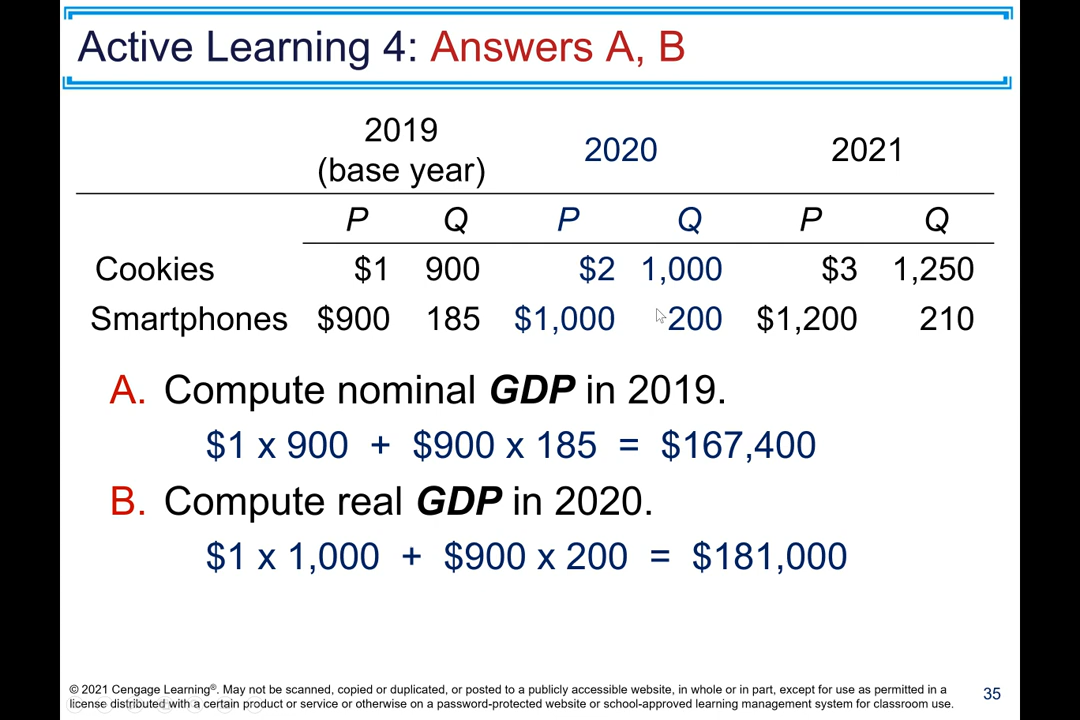 Active Learning 4: Answers A, B
2019 (base year) 2020 2021
P Q P Q P Q
Cookies $1 900 $2 1,000 $3 1,250
Smartphones $900 185 $1,000 200 $1,200 210
A. Compute nominal GDP in 2019.
$1 x 900 + $900 x 185 = $167,400
B. Compute real GDP in 2020.
$1 x 1,000 + $900 x 200 = $181,000
© 2021 Cengage Learning®. May not be scanned, copied or duplicated, or posted to a publicly accessible website, in whole or in part, except for use as permitted in a
license distributed with a certain product or service or otherwise on a password-protected website or school-approved learning management system for classroom use.
35